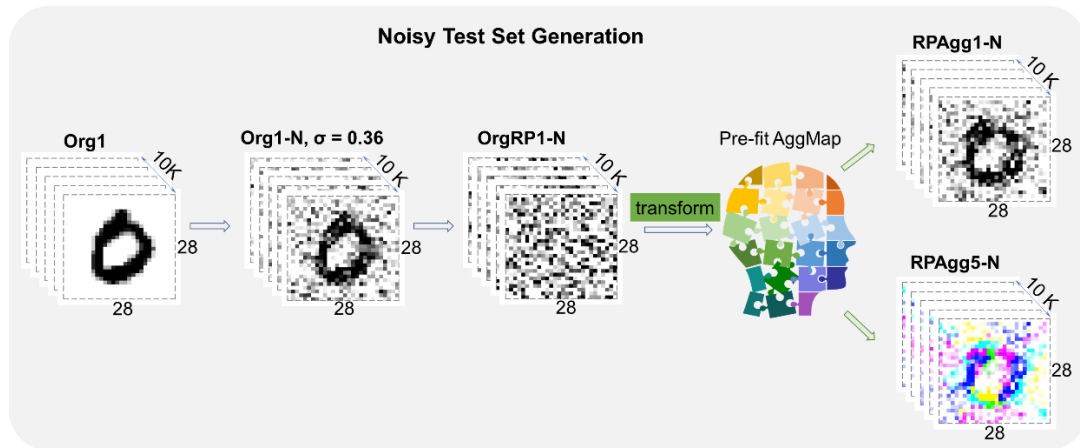 Noisy Test Set Generation
Org1
10K
28
28
Org1-N, σ = 0.36
10 K
28
28
OrgRP1-N
10 K
28
28
transform
Pre-fit AggMap
RPAgg1-N
10 K
28
28
RPAgg5-N
10 K
28
28